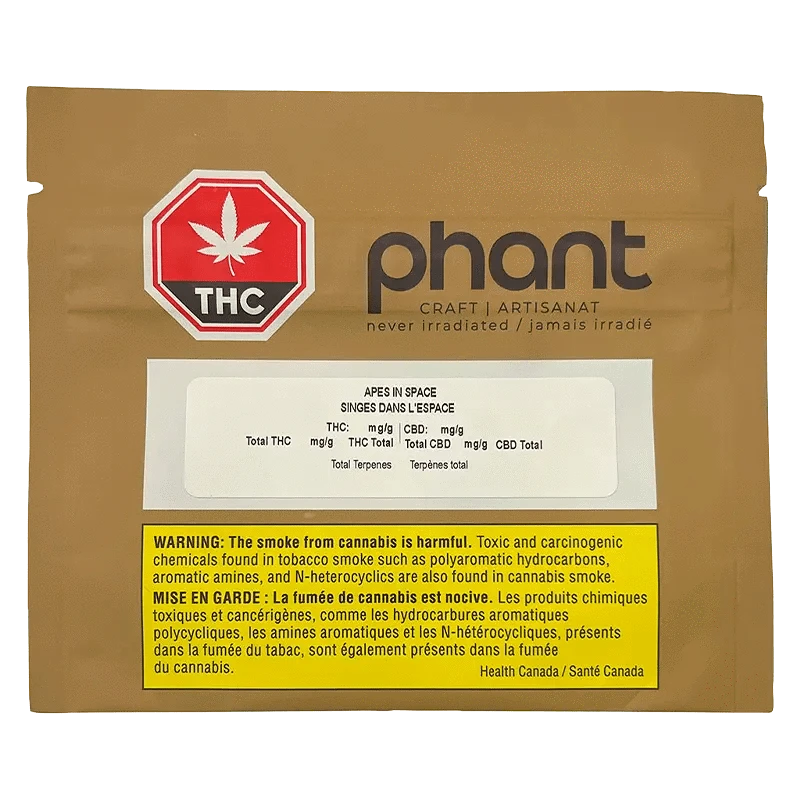 THC
phant
CRAFT | ARTISANAT
never irradiated / jamais irradié
APES IN SPACE
SINGES DANS L'ESPACE
THC: mg/g | CBD: mg/g
Total THC mg/g THC Total | Total CBD mg/g CBD Total
Total Terpenes Terpènes total
WARNING: The smoke from cannabis is harmful. Toxic and carcinogenic
chemicals found in tobacco smoke such as polyaromatic hydrocarbons,
aromatic amines, and N-heterocyclics are also found in cannabis smoke.
MISE EN GARDE : La fumée de cannabis est nocive. Les produits chimiques
toxiques et cancérigènes, comme les hydrocarbures aromatiques
polycycliques, les amines aromatiques et les N-hétérocycliques, présents
dans la fumée du tabac, sont également présents dans la fumée
du cannabis.
Health Canada / Santé Canada